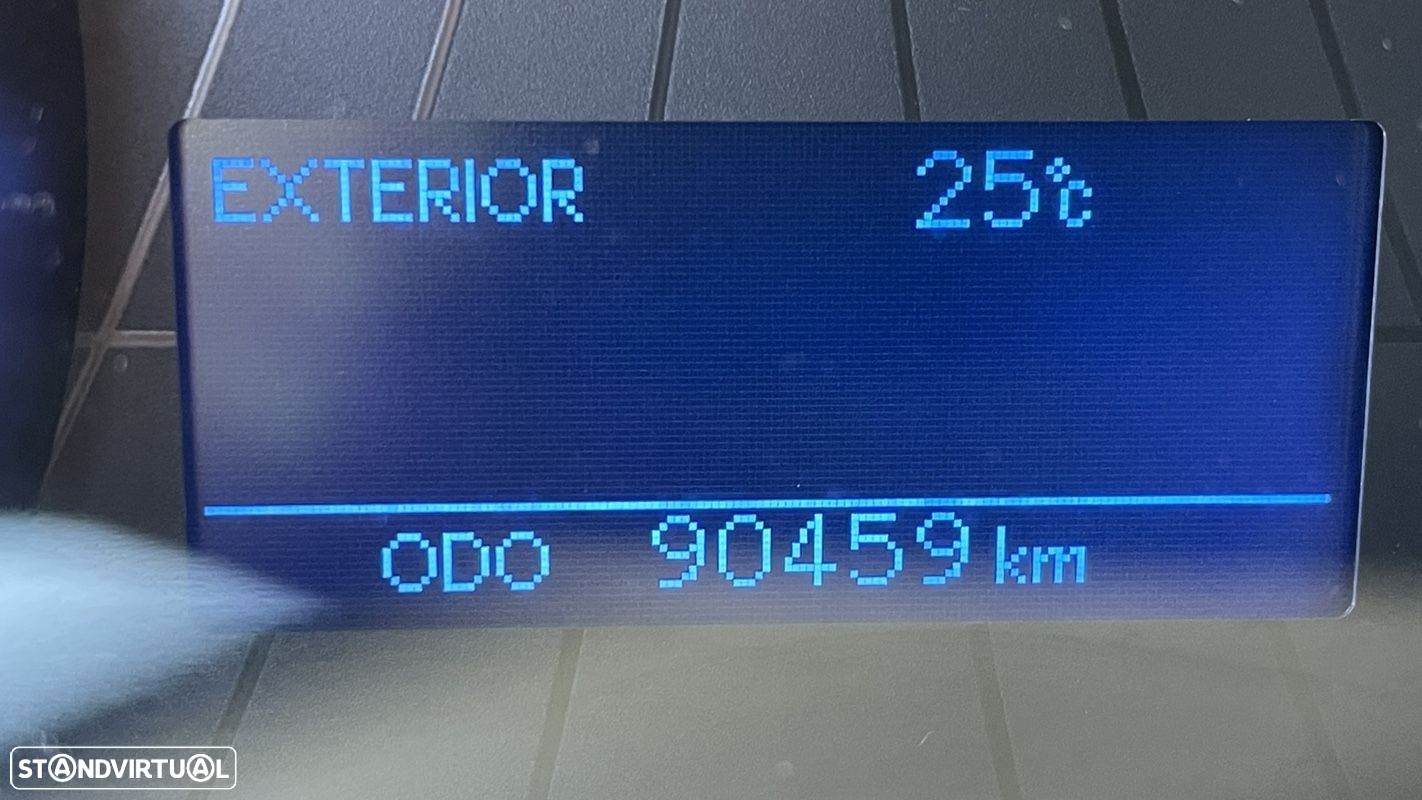 EXTERIOR 25°C
ODO 90459 km
STANDVIRTUAL